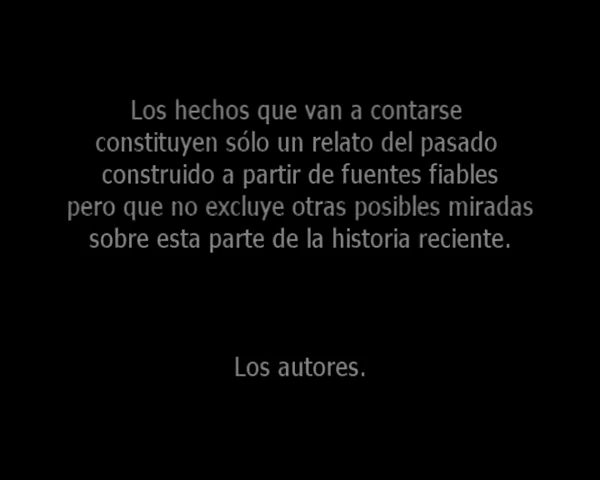 Los hechos que van a contarse
constituyen sólo un relato del pasado
construido a partir de fuentes fiables
pero que no excluye otras posibles miradas
sobre esta parte de la historia reciente.
Los autores.